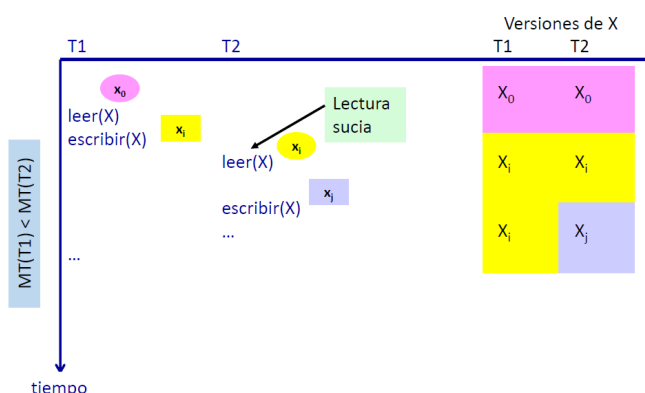 Versiones de X
T1 T2 T1 T2
x₀ X₀ X₀
Lectura
sucia
leer(X)
escribir(X) xᵢ
xᵢ
leer(X) Xᵢ Xᵢ
xⱼ
escribir(X) Xᵢ Xⱼ
...
...
MT(T1) < MT(T2)
tiempo